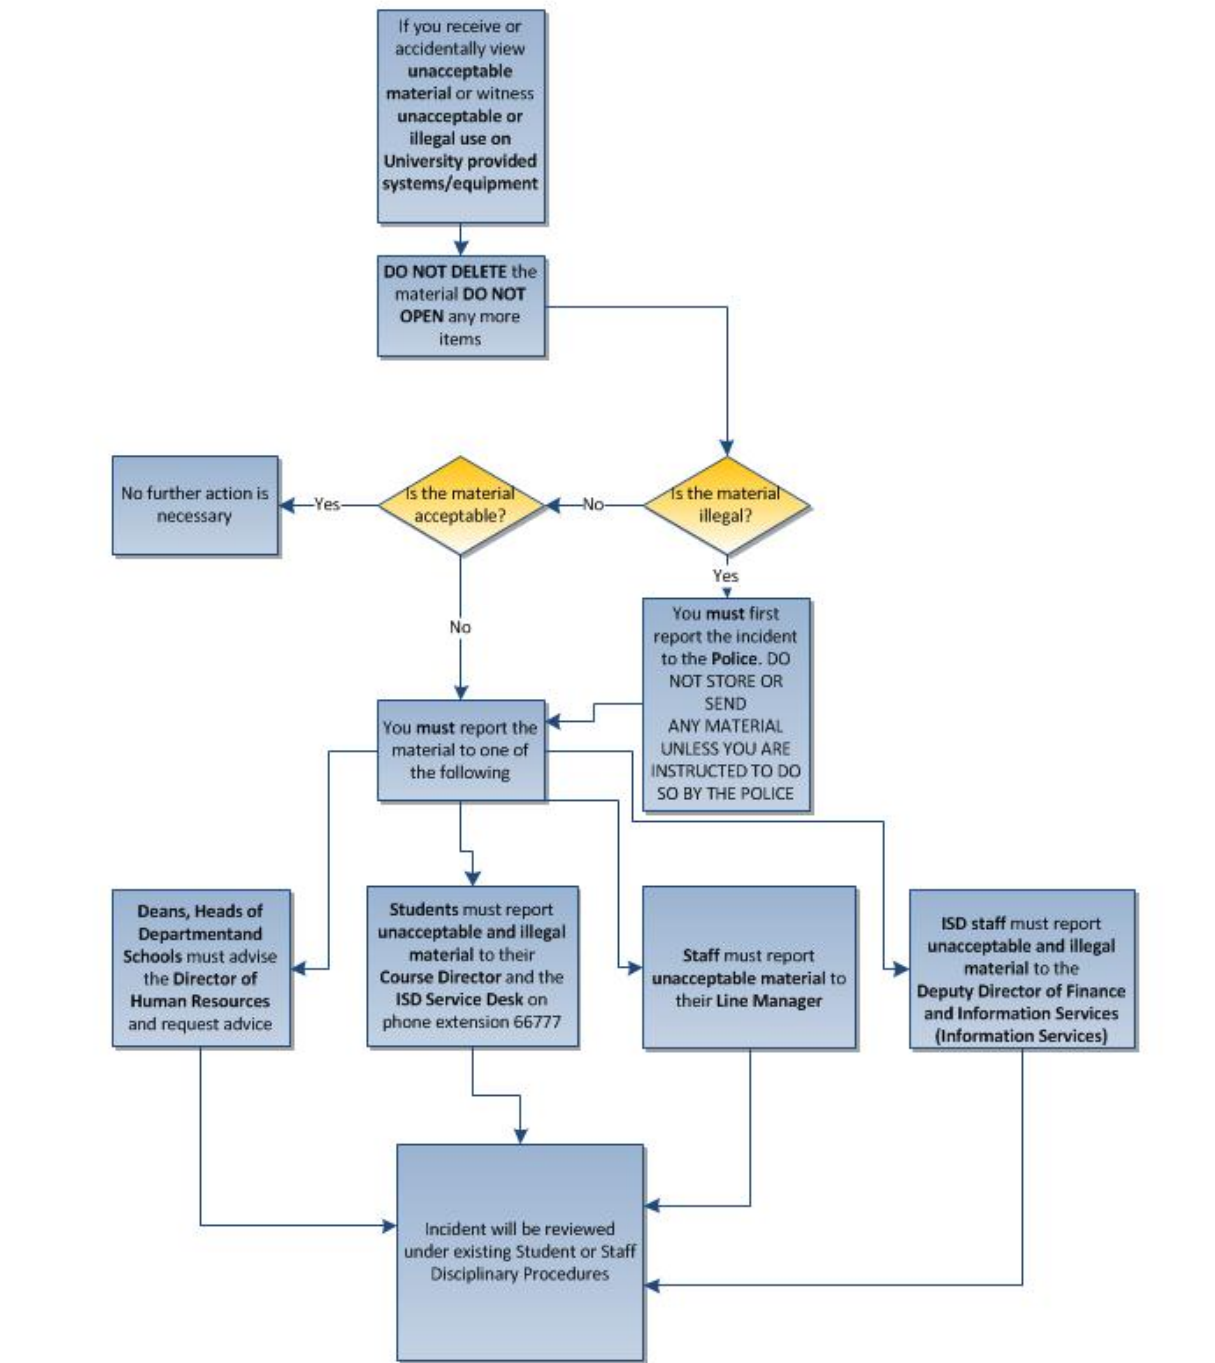 If you receive or
accidentally view
unacceptable
material or witness
unacceptable or
illegal use on
University provided
systems/equipment
DO NOT DELETE the
material DO NOT
OPEN any more
items
No further action is
necessary
Yes
Is the material
acceptable?
No
Is the material
illegal?
Yes
No
You must first
report the incident
to the Police. DO
NOT STORE OR
SEND
ANY MATERIAL
UNLESS YOU ARE
INSTRUCTED TO DO
SO BY THE POLICE
You must report the
material to one of
the following
Deans, Heads of
Departmentand
Schools must advise
the Director of
Human Resources
and request advice
Students must report
unacceptable and illegal
material to their
Course Director and the
ISD Service Desk on
phone extension 66777
Staff must report
unacceptable material to
their Line Manager
ISD staff must report
unacceptable and illegal
material to the
Deputy Director of Finance
and Information Services
(Information Services)
Incident will be reviewed
under existing Student or Staff
Disciplinary Procedures